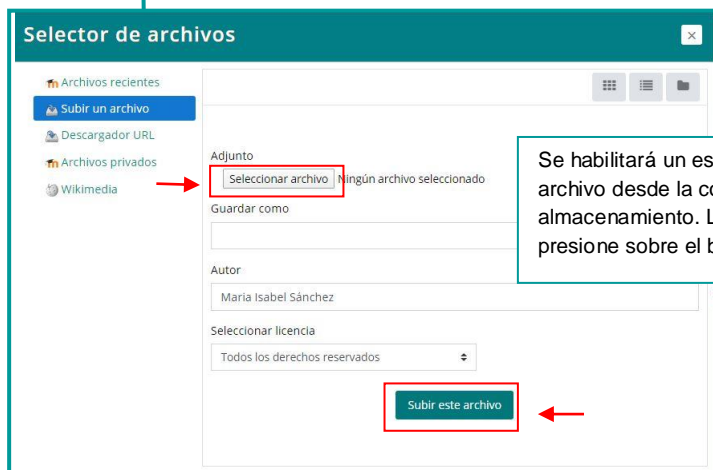 Selector de archivos
Archivos recientes
Subir un archivo
Descargador URL
Archivos privados
Wikimedia
Adjunto
Seleccionar archivo Ningún archivo seleccionado
Guardar como
Autor
Maria Isabel Sánchez
Seleccionar licencia
Todos los derechos reservados
Subir este archivo
Se habilitará un es
archivo desde la co
almacenamiento. L
presione sobre el b